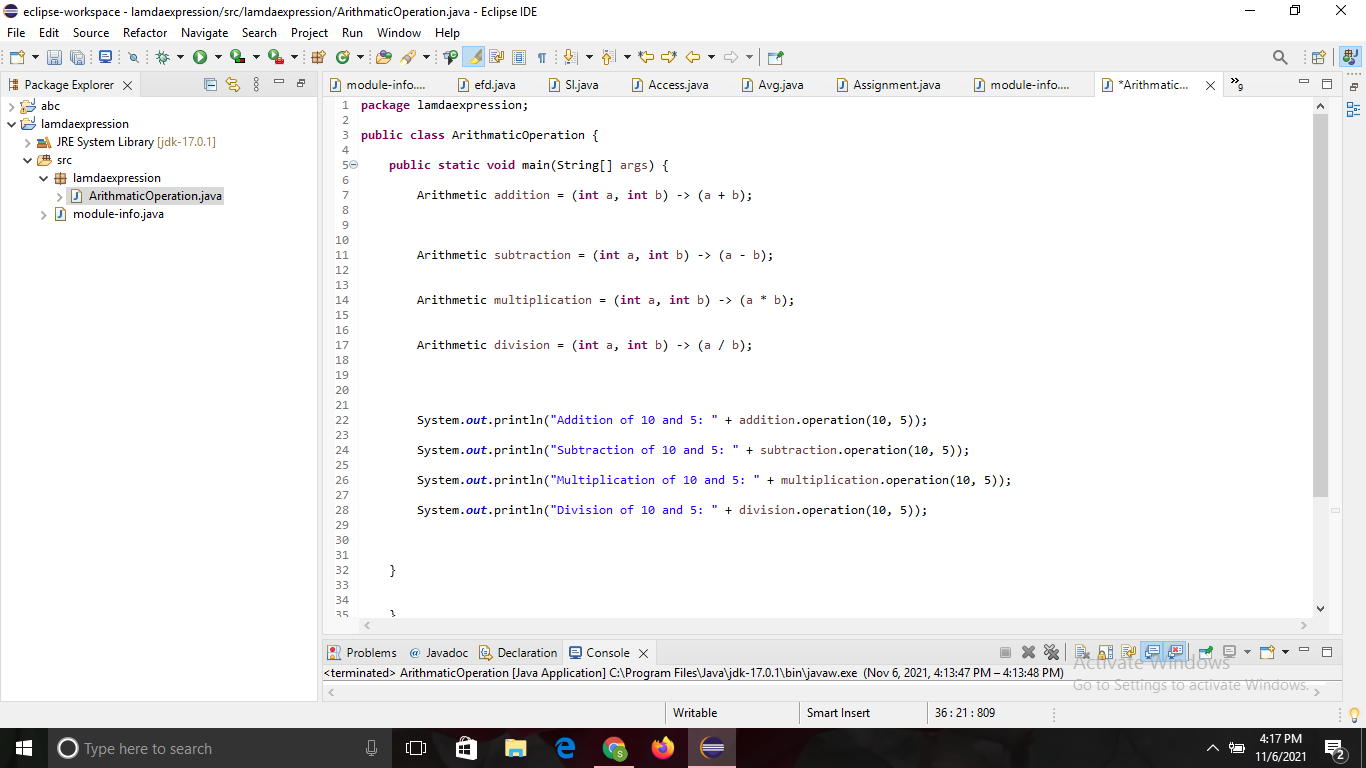 eclipse-workspace - lamdaexpression/src/lamdaexpression/ArithmaticOperation.java - Eclipse IDE
File Edit Source Refactor Navigate Search Project Run Window Help
Package Explorer
module-info.... efd.java SI.java Access.java Avg.java Assignment.java module-info.... *Arithmatic... 9
abc
lamdaexpression
JRE System Library [jdk-17.0.1]
src
lamdaexpression
ArithmaticOperation.java
module-info.java
1 package lamdaexpression;
2
3 public class ArithmaticOperation {
4
5 public static void main(String[] args) {
6
7 Arithmetic addition = (int a, int b) -> (a + b);
8
9
10
11 Arithmetic subtraction = (int a, int b) -> (a - b);
12
13
14 Arithmetic multiplication = (int a, int b) -> (a * b);
15
16
17 Arithmetic division = (int a, int b) -> (a / b);
18
19
20
21
22 System.out.println("Addition of 10 and 5: " + addition.operation(10, 5));
23
24 System.out.println("Subtraction of 10 and 5: " + subtraction.operation(10, 5));
25
26 System.out.println("Multiplication of 10 and 5: " + multiplication.operation(10, 5));
27
28 System.out.println("Division of 10 and 5: " + division.operation(10, 5));
29
30
31
32 }
33
34
35 }
Problems @ Javadoc Declaration Console
<terminated> ArithmaticOperation [Java Application] C:\Program Files\Java\jdk-17.0.1\bin\javaw.exe (Nov 6, 2021, 4:13:47 PM – 4:13:48 PM)
Activate Windows
Go to Settings to activate Windows.
Writable Smart Insert 36 : 21 : 809
Type here to search
4:17 PM
11/6/2021
2